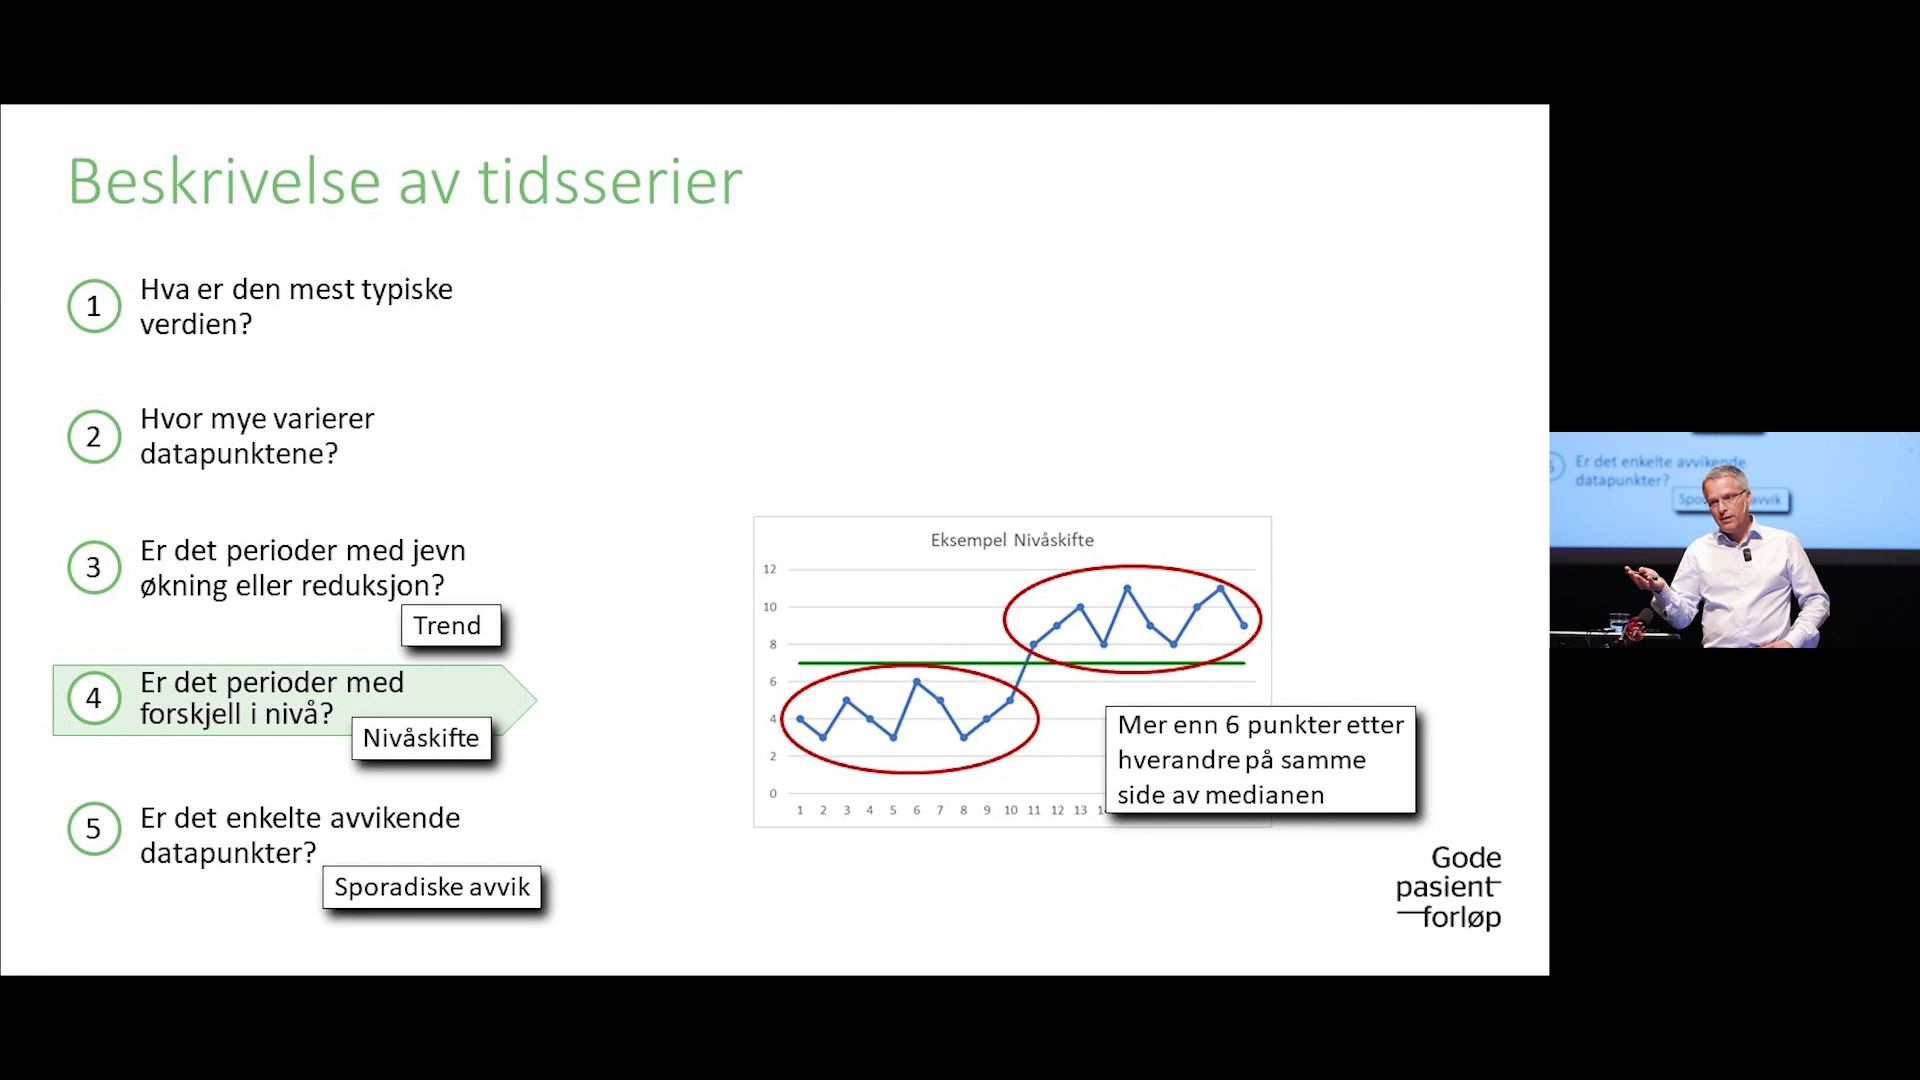 Beskrivelse av tidsserier
1
Hva er den mest typiske
verdien?
2
Hvor mye varierer
datapunktene?
3
Er det perioder med jevn
økning eller reduksjon?
Trend
4
Er det perioder med
forskjell i nivå?
Nivåskifte
5
Er det enkelte avvikende
datapunkter?
Sporadiske avvik
Eksempel Nivåskifte
12
10
8
6
4
2
0
1 2 3 4 5 6 7 8 9 10 11 12 13
Mer enn 6 punkter etter
hverandre på samme
side av medianen
Gode
pasient
forløp
Er det enkelte avvikende
datapunkter?
avvik